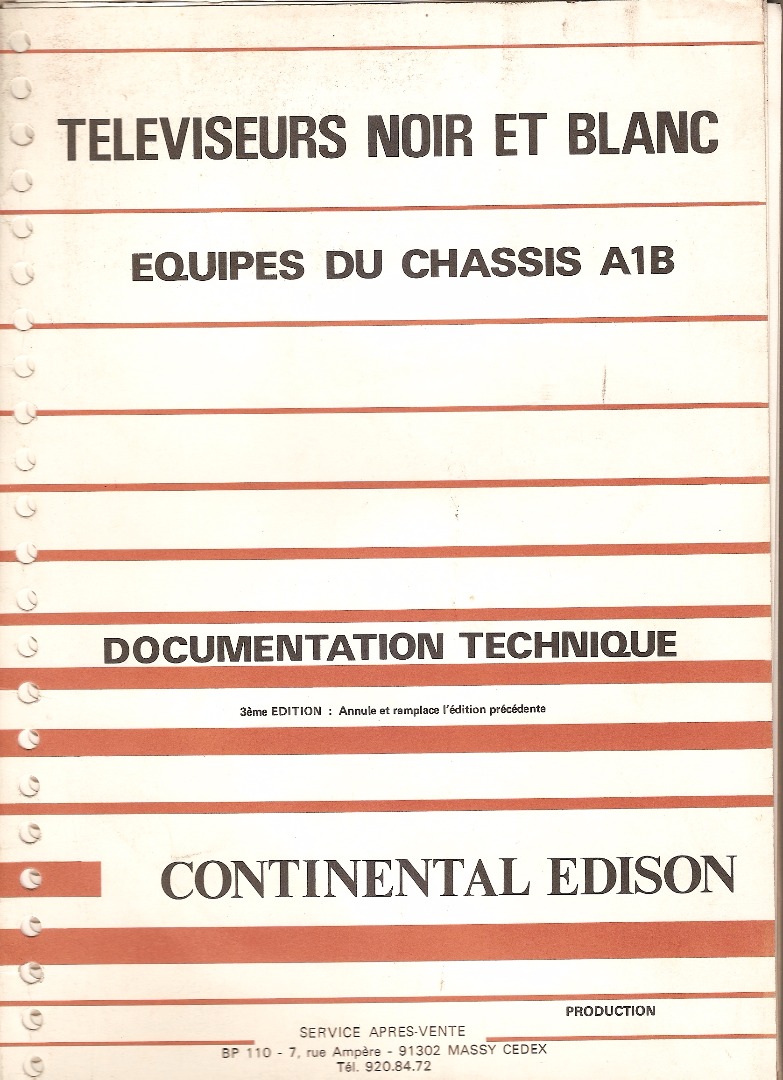 TELEVISEURS NOIR ET BLANC
EQUIPES DU CHASSIS A1B
DOCUMENTATION TECHNIQUE
3ème EDITION : Annule et remplace l'édition précédente
CONTINENTAL EDISON
PRODUCTION
SERVICE APRES-VENTE
BP 110 - 7, rue Ampère - 91302 MASSY CEDEX
Tél. 920.84.72